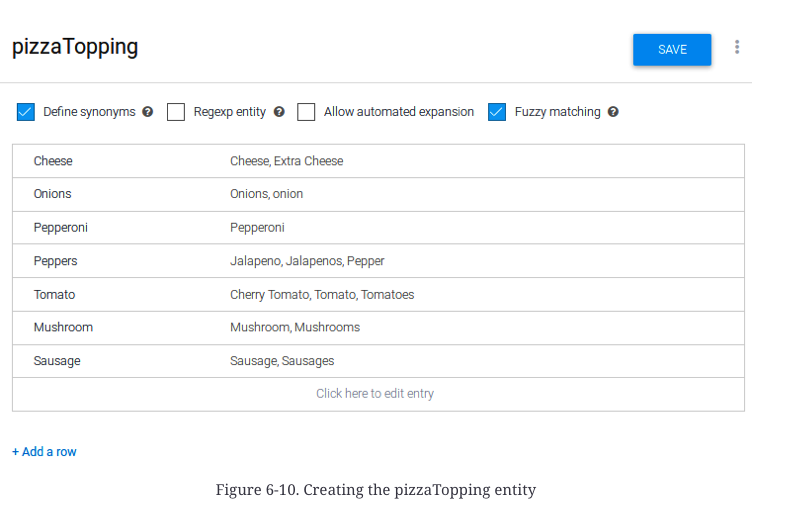 pizzaTopping SAVE
Define synonyms ? Regexp entity ? Allow automated expansion Fuzzy matching ?
Cheese Cheese, Extra Cheese
Onions Onions, onion
Pepperoni Pepperoni
Peppers Jalapeno, Jalapenos, Pepper
Tomato Cherry Tomato, Tomato, Tomatoes
Mushroom Mushroom, Mushrooms
Sausage Sausage, Sausages
Click here to edit entry
+ Add a row
Figure 6-10. Creating the pizzaTopping entity